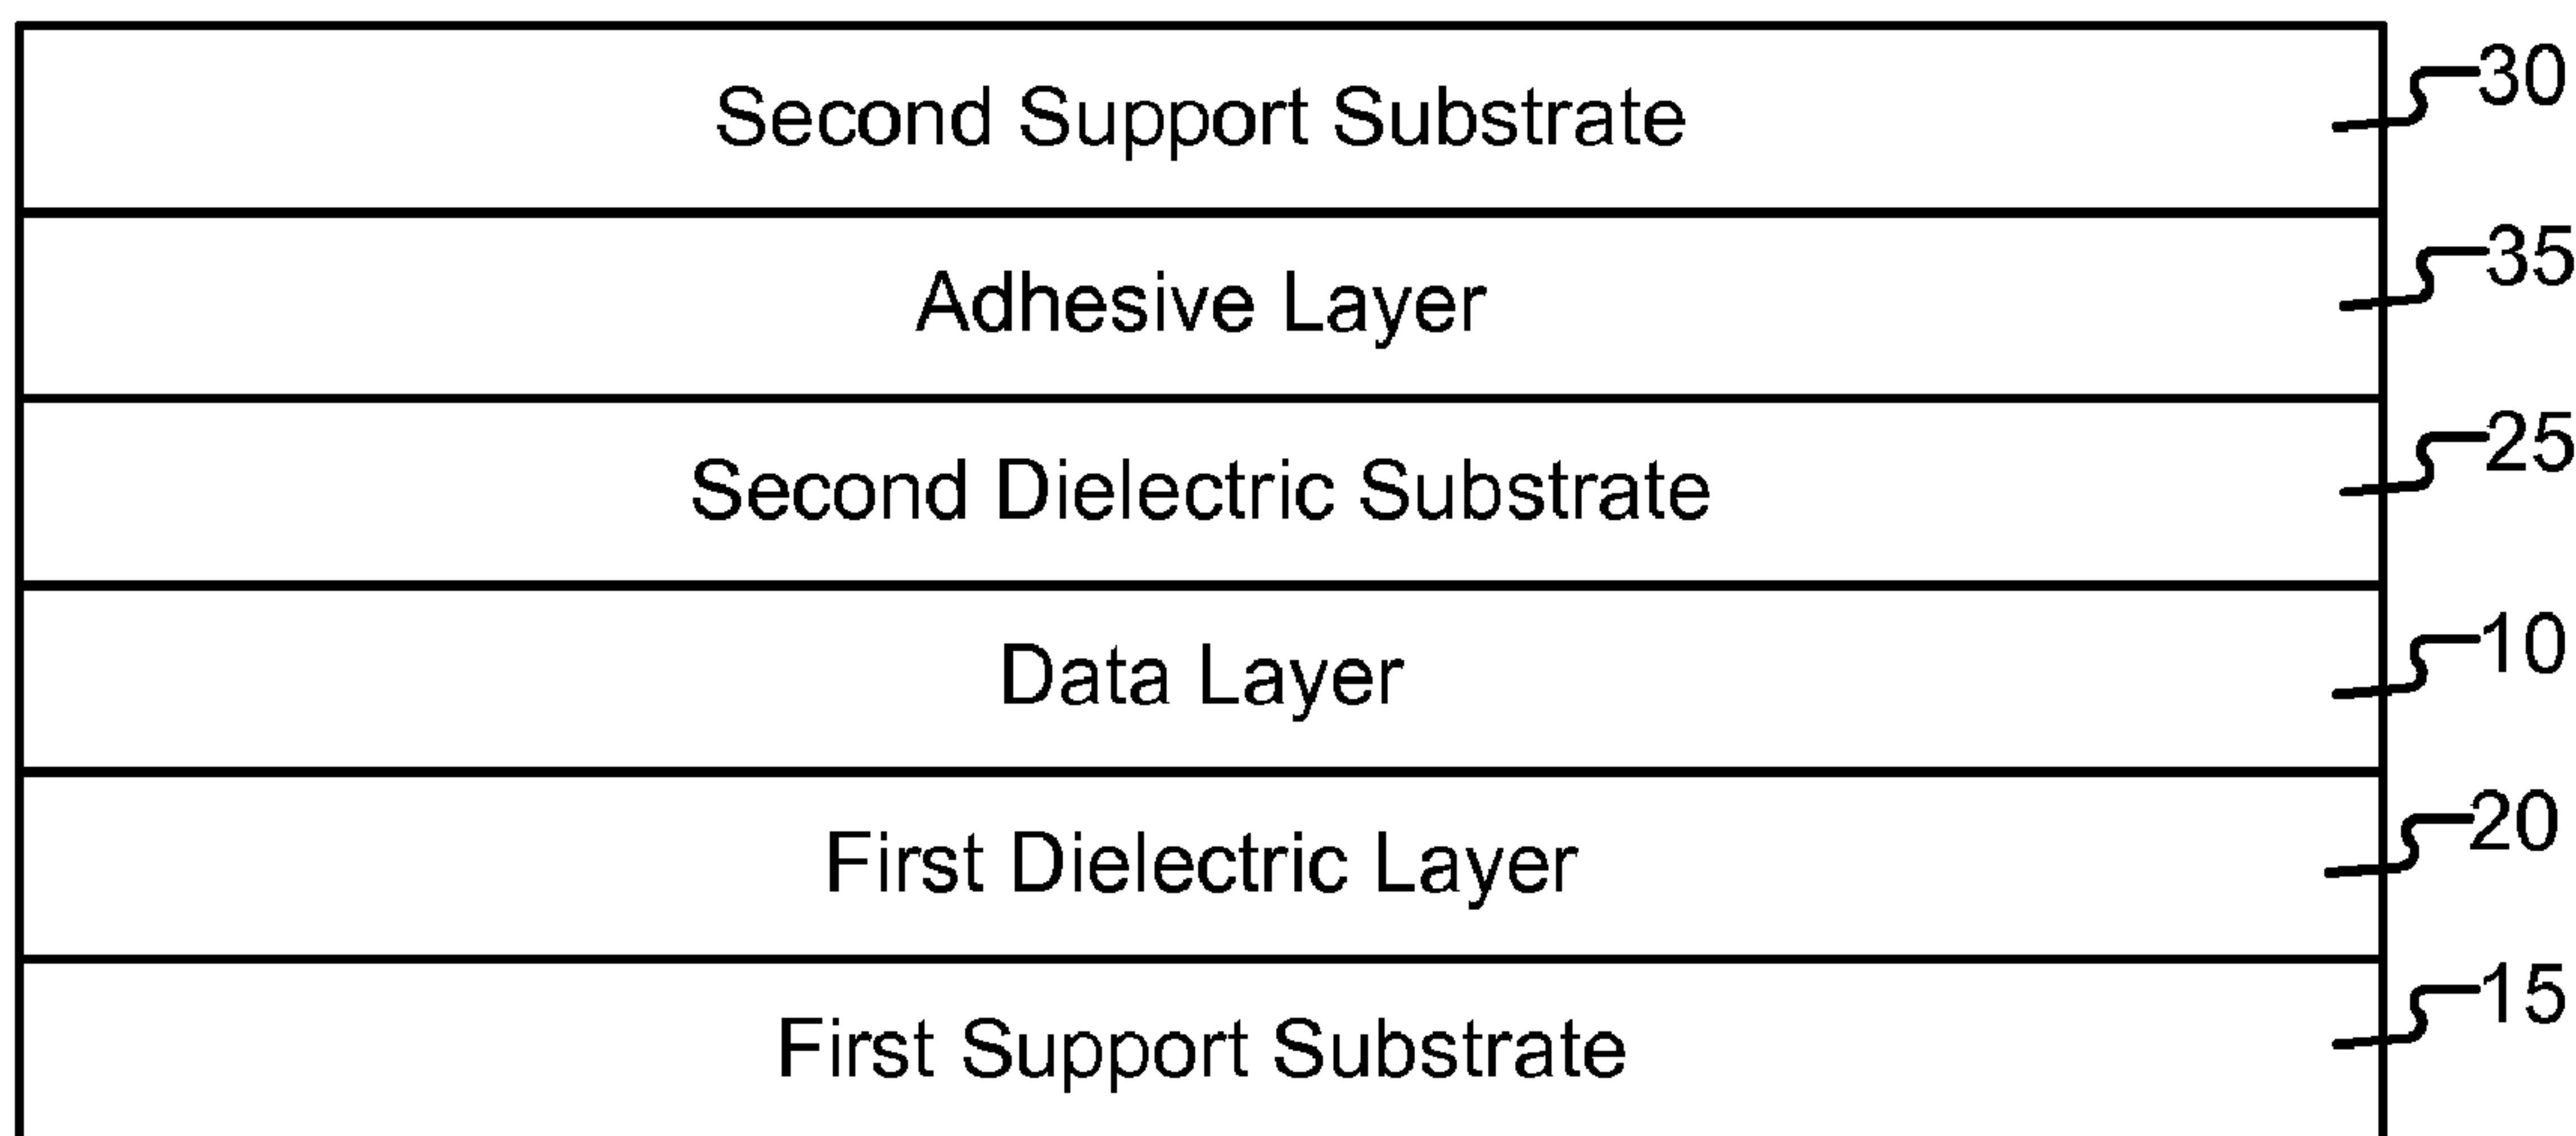 Second Support Substrate 30
Adhesive Layer 35
Second Dielectric Substrate 25
Data Layer 10
First Dielectric Layer 20
First Support Substrate 15